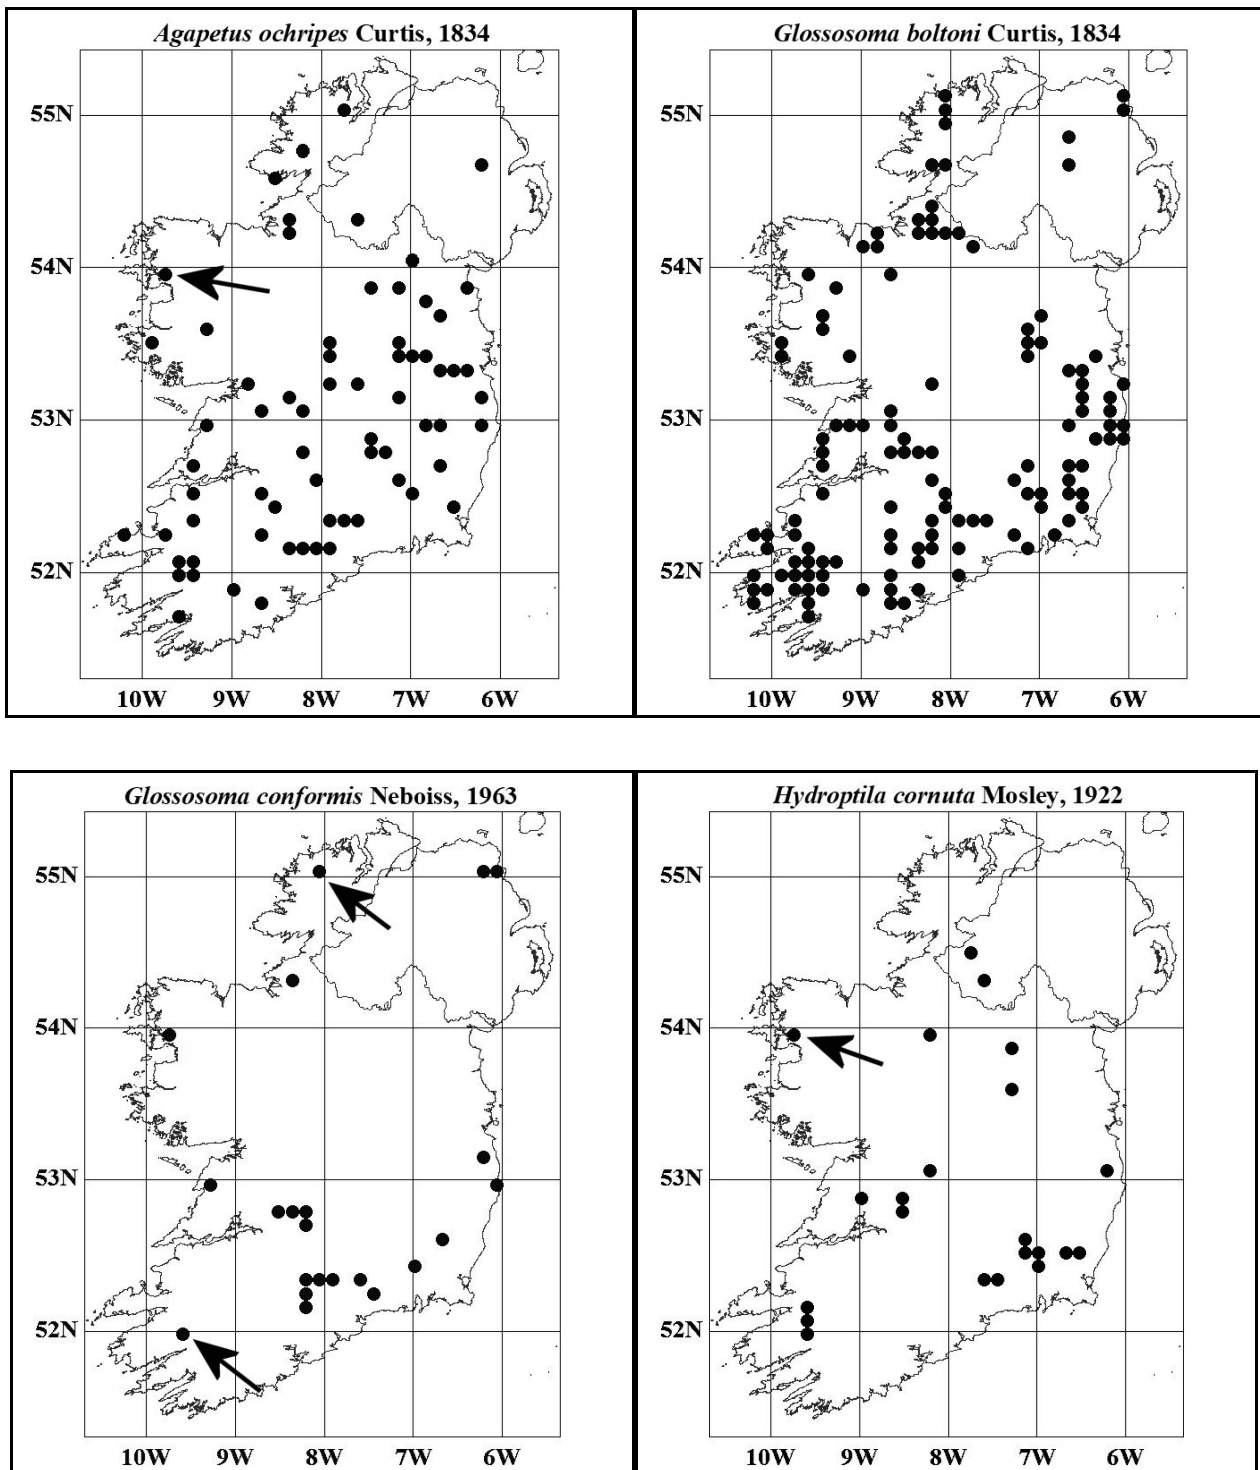 Agapetus ochripes Curtis, 1834
55N
54N
53N
52N
10W 9W 8W 7W 6W
Glossosoma boltoni Curtis, 1834
55N
54N
53N
52N
10W 9W 8W 7W 6W
Glossosoma conformis Neboiss, 1963
55N
54N
53N
52N
10W 9W 8W 7W 6W
Hydroptila cornuta Mosley, 1922
55N
54N
53N
52N
10W 9W 8W 7W 6W